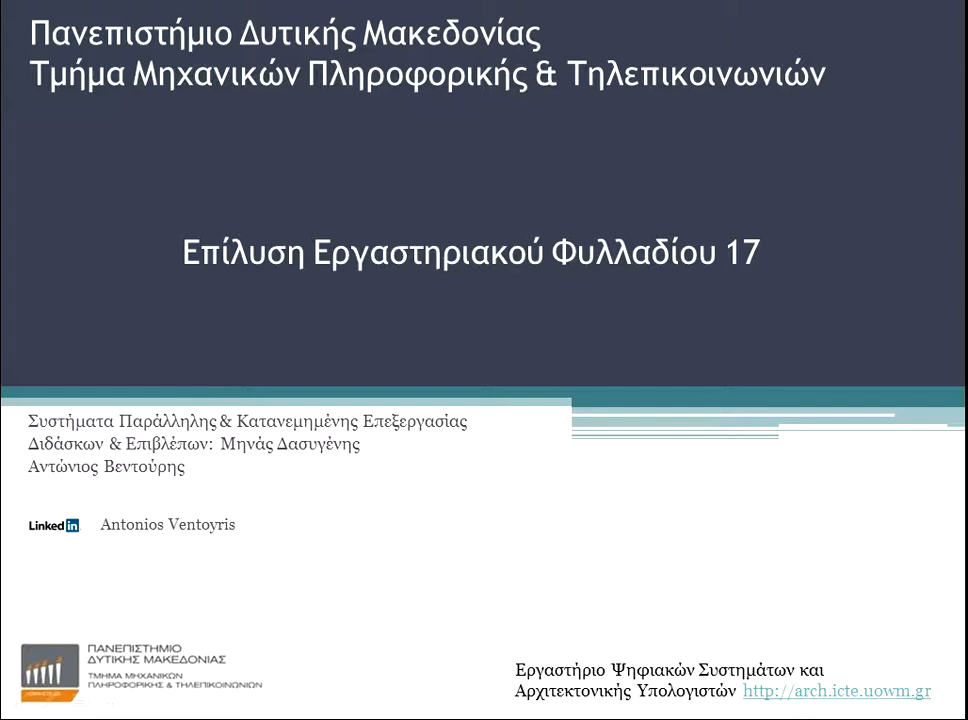 Πανεπιστήμιο Δυτικής Μακεδονίας
Τμήμα Μηχανικών Πληροφορικής & Τηλεπικοινωνιών
Επίλυση Εργαστηριακού Φυλλαδίου 17
Συστήματα Παράλληλης & Κατανεμημένης Επεξεργασίας
Διδάσκων & Επιβλέπων: Μηνάς Δασυγένης
Αντώνιος Βεντούρης
Linked in Antonios Ventoyris
ΠΑΝΕΠΙΣΤΗΜΙΟ
ΔΥΤΙΚΗΣ ΜΑΚΕΔΟΝΙΑΣ
ΤΜΗΜΑ ΜΗΧΑΝΙΚΩΝ
ΠΛΗΡΟΦΟΡΙΚΗΣ & ΤΗΛΕΠΙΚΟΙΝΩΝΙΩΝ
Εργαστήριο Ψηφιακών Συστημάτων και
Αρχιτεκτονικής Υπολογιστών http://arch.icte.uowm.gr